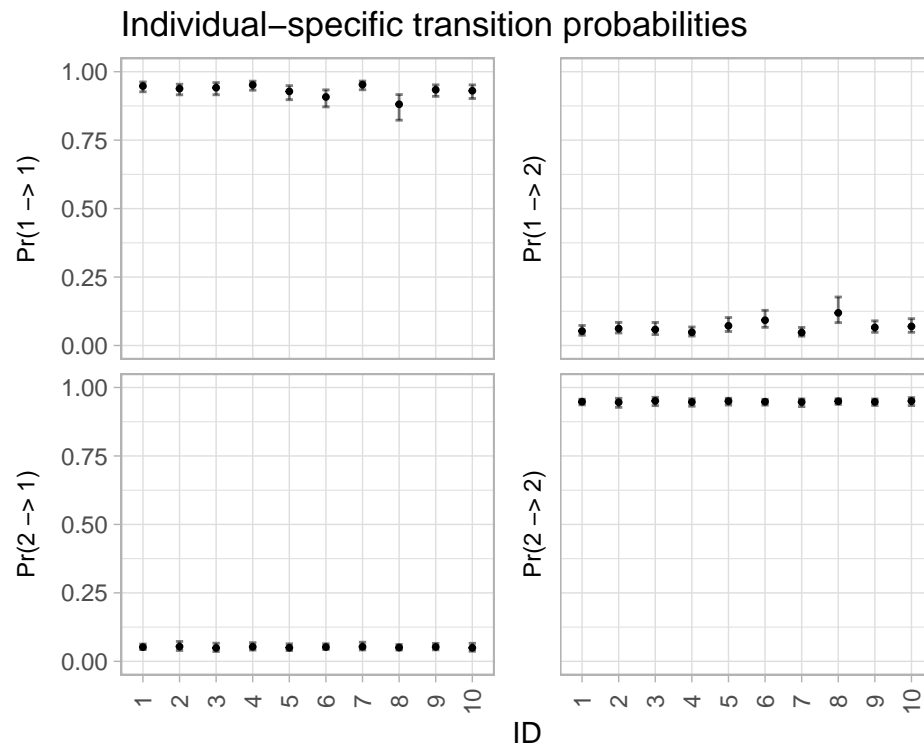 Individual−specific transition probabilities
Pr(1 −> 1)
1.00
0.75
0.50
0.25
0.00
Pr(1 −> 2)
Pr(2 −> 1)
1.00
0.75
0.50
0.25
0.00
Pr(2 −> 2)
1 2 3 4 5 6 7 8 9 10
1 2 3 4 5 6 7 8 9 10
ID